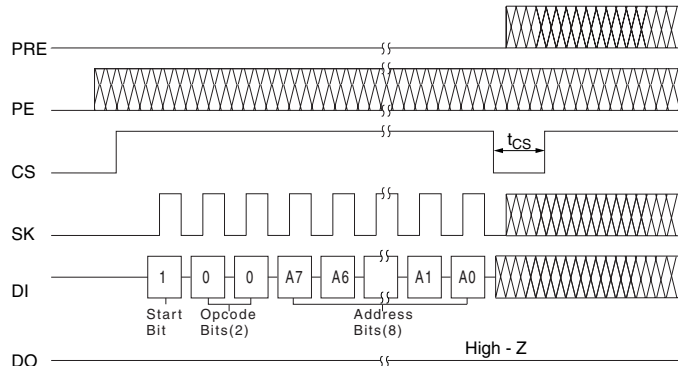 PRE
PE
CS
tCS
SK
DI
1 0 0 A7 A6 A1 A0
Start Bit
Opcode Bits(2)
Address Bits(8)
DO
High - Z